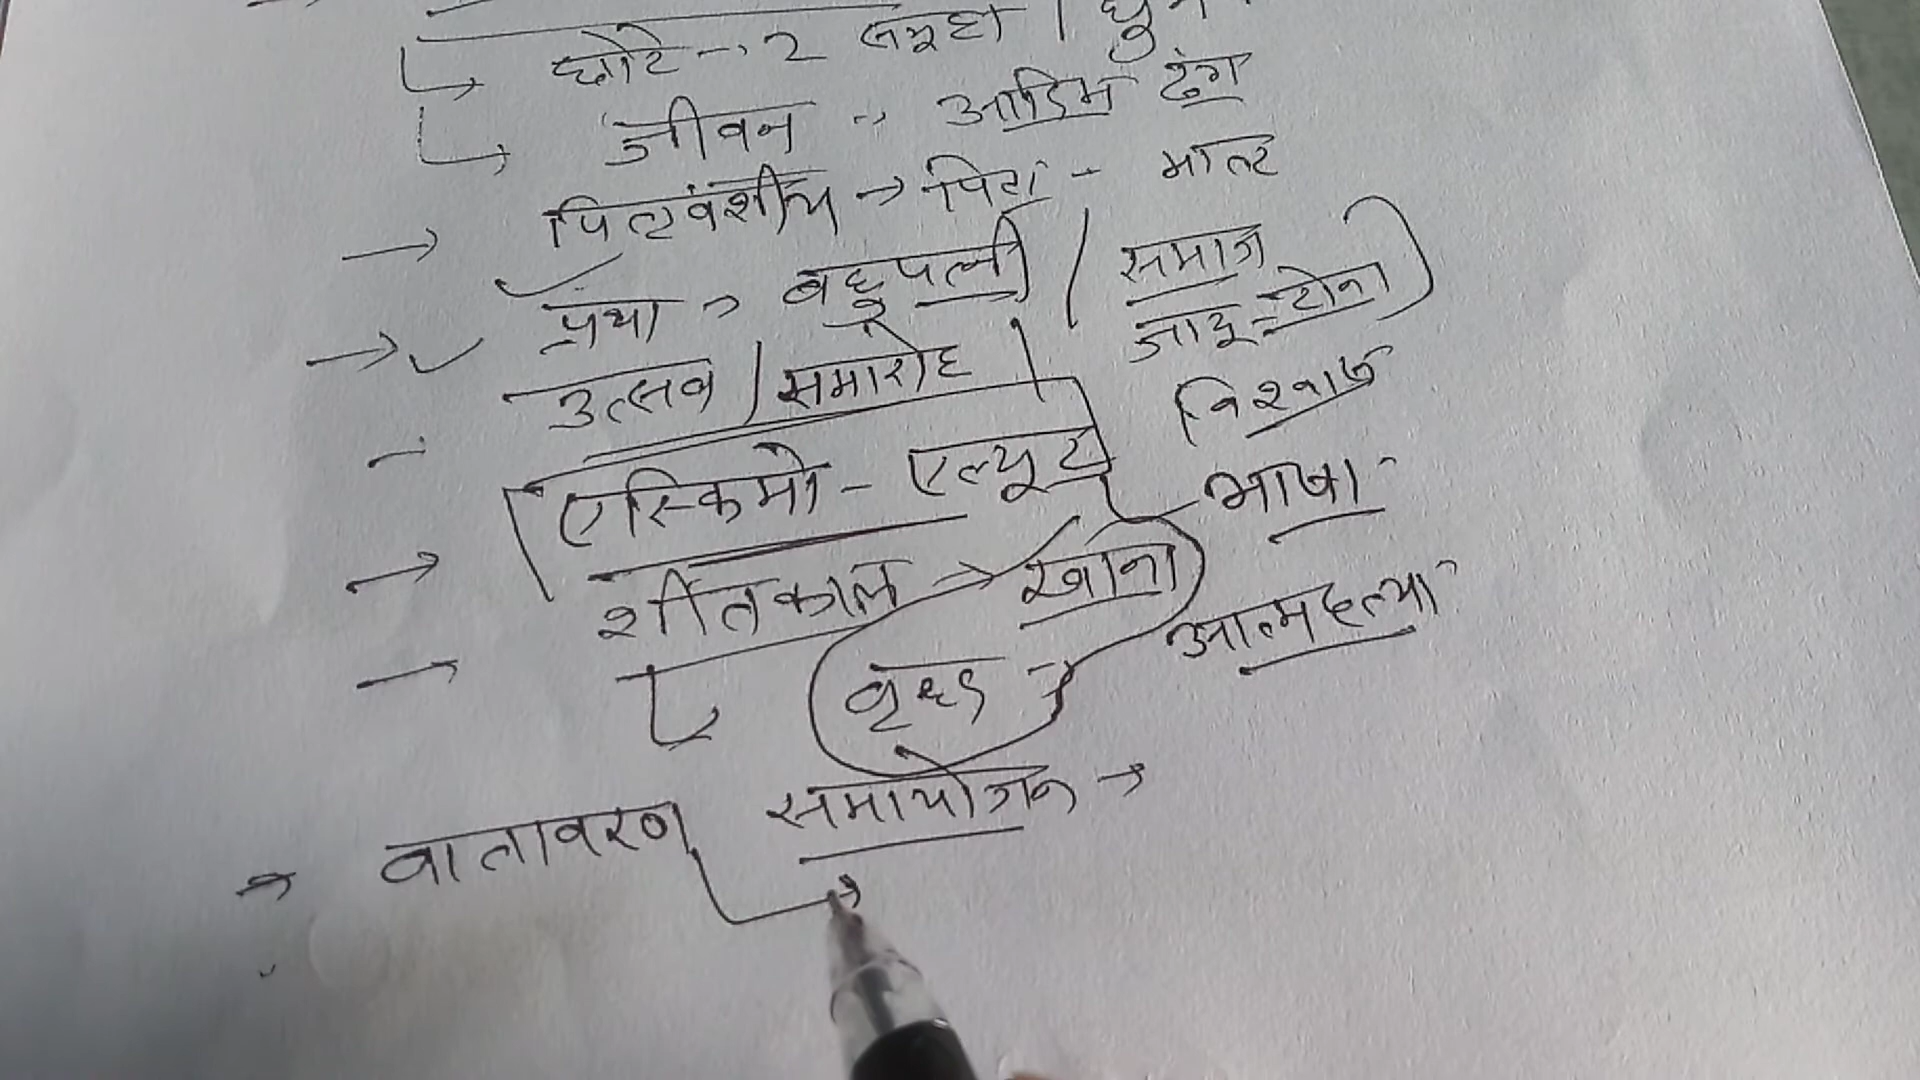 छोटे → 2 समूहो | घुम
जीवन → आदिम ढंग
→ पितृवंशीय → पिता - मातृ
→ ✓ प्रथा → बहुपत्नी / समाज
जादू-टोना
- उत्सव / समारोह | विश्वास
→ एस्किमो - एल्यूट - भाषा
- शीतकाल → खाना आत्महत्या
वृद्ध →
→ वातावरण समायोजन →